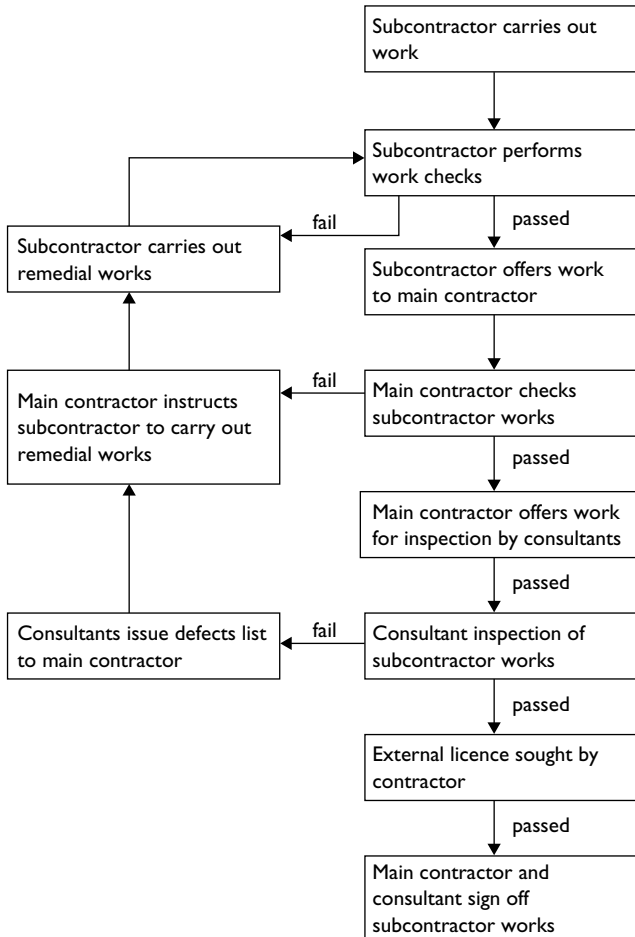 Subcontractor carries out
work
Subcontractor performs
work checks
fail
passed
Subcontractor carries out
remedial works
Subcontractor offers work
to main contractor
fail
Main contractor instructs
subcontractor to carry out
remedial works
Main contractor checks
subcontractor works
passed
Main contractor offers work
for inspection by consultants
passed
Consultants issue defects list
to main contractor
fail
Consultant inspection of
subcontractor works
passed
External licence sought by
contractor
passed
Main contractor and
consultant sign off
subcontractor works